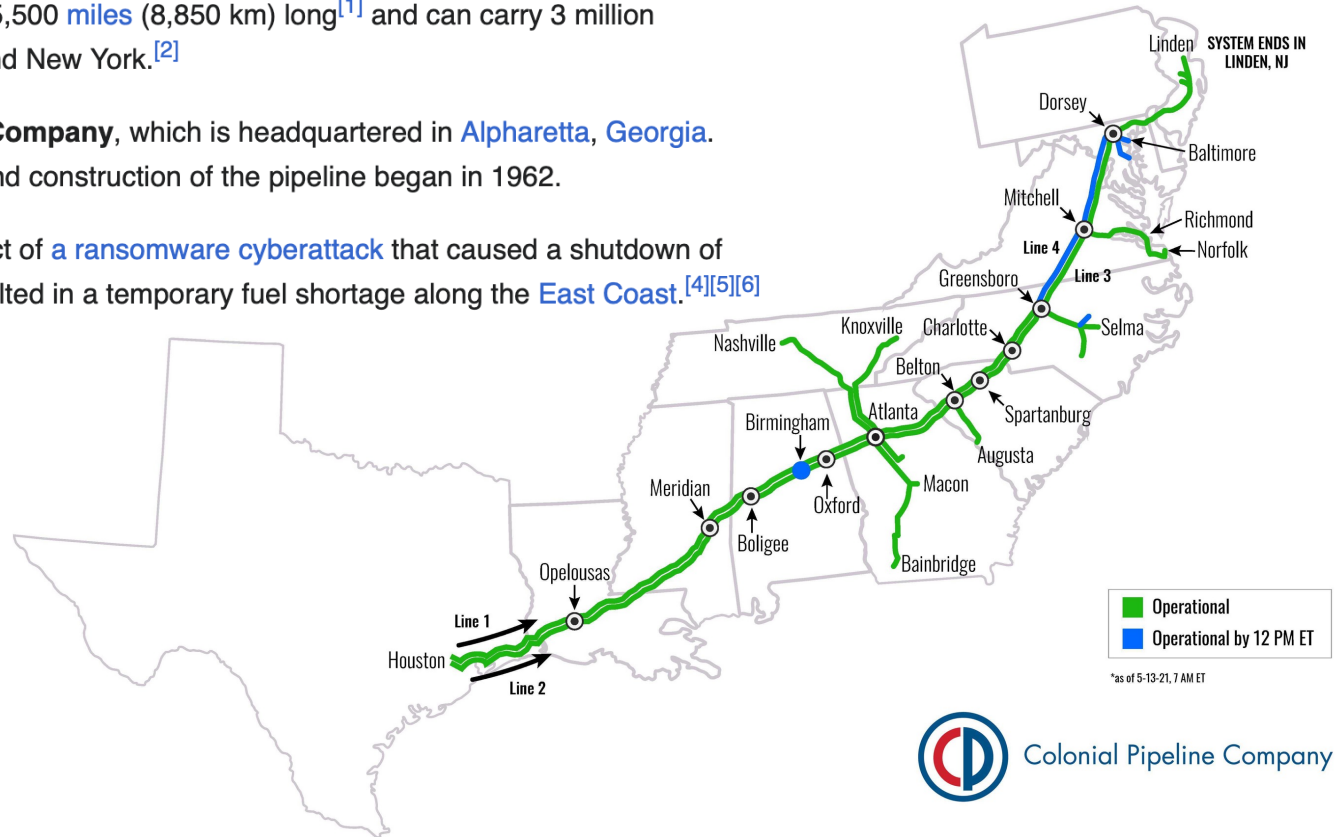 5,500 miles (8,850 km) long[1] and can carry 3 million
nd New York.[2]
Company, which is headquartered in Alpharetta, Georgia.
nd construction of the pipeline began in 1962.
ct of a ransomware cyberattack that caused a shutdown of
lted in a temporary fuel shortage along the East Coast.[4][5][6]
Linden
SYSTEM ENDS IN
LINDEN, NJ
Dorsey
Baltimore
Mitchell
Richmond
Norfolk
Line 4
Line 3
Greensboro
Knoxville
Charlotte
Selma
Nashville
Belton
Spartanburg
Atlanta
Birmingham
Augusta
Macon
Meridian
Oxford
Boligee
Bainbridge
Opelousas
Line 1
Houston
Line 2
Operational
Operational by 12 PM ET
*as of 5-13-21, 7 AM ET
Colonial Pipeline Company